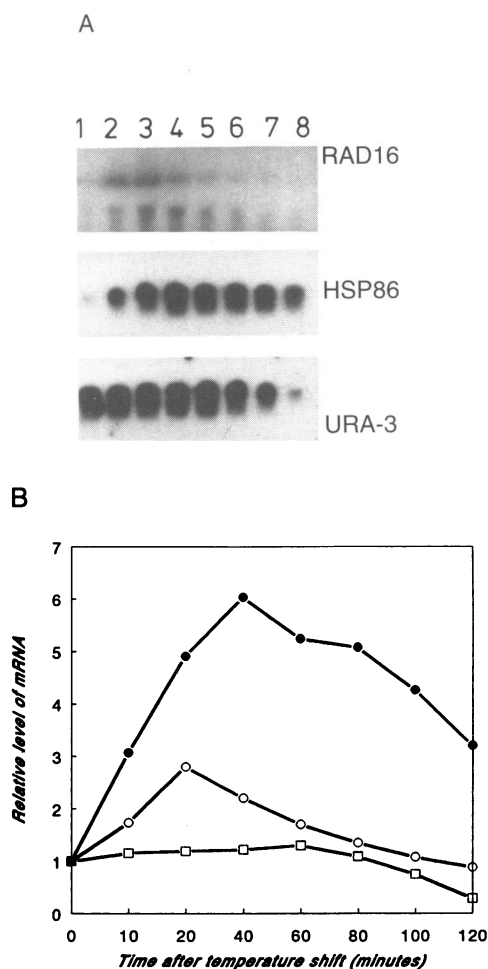 A
1 2 3 4 5 6 7 8
RAD16
HSP86
URA-3
B
Relative level of mRNA
7
6
5
4
3
2
1
0
0 10 20 40 60 80 100 120
Time after temperature shift (minutes)